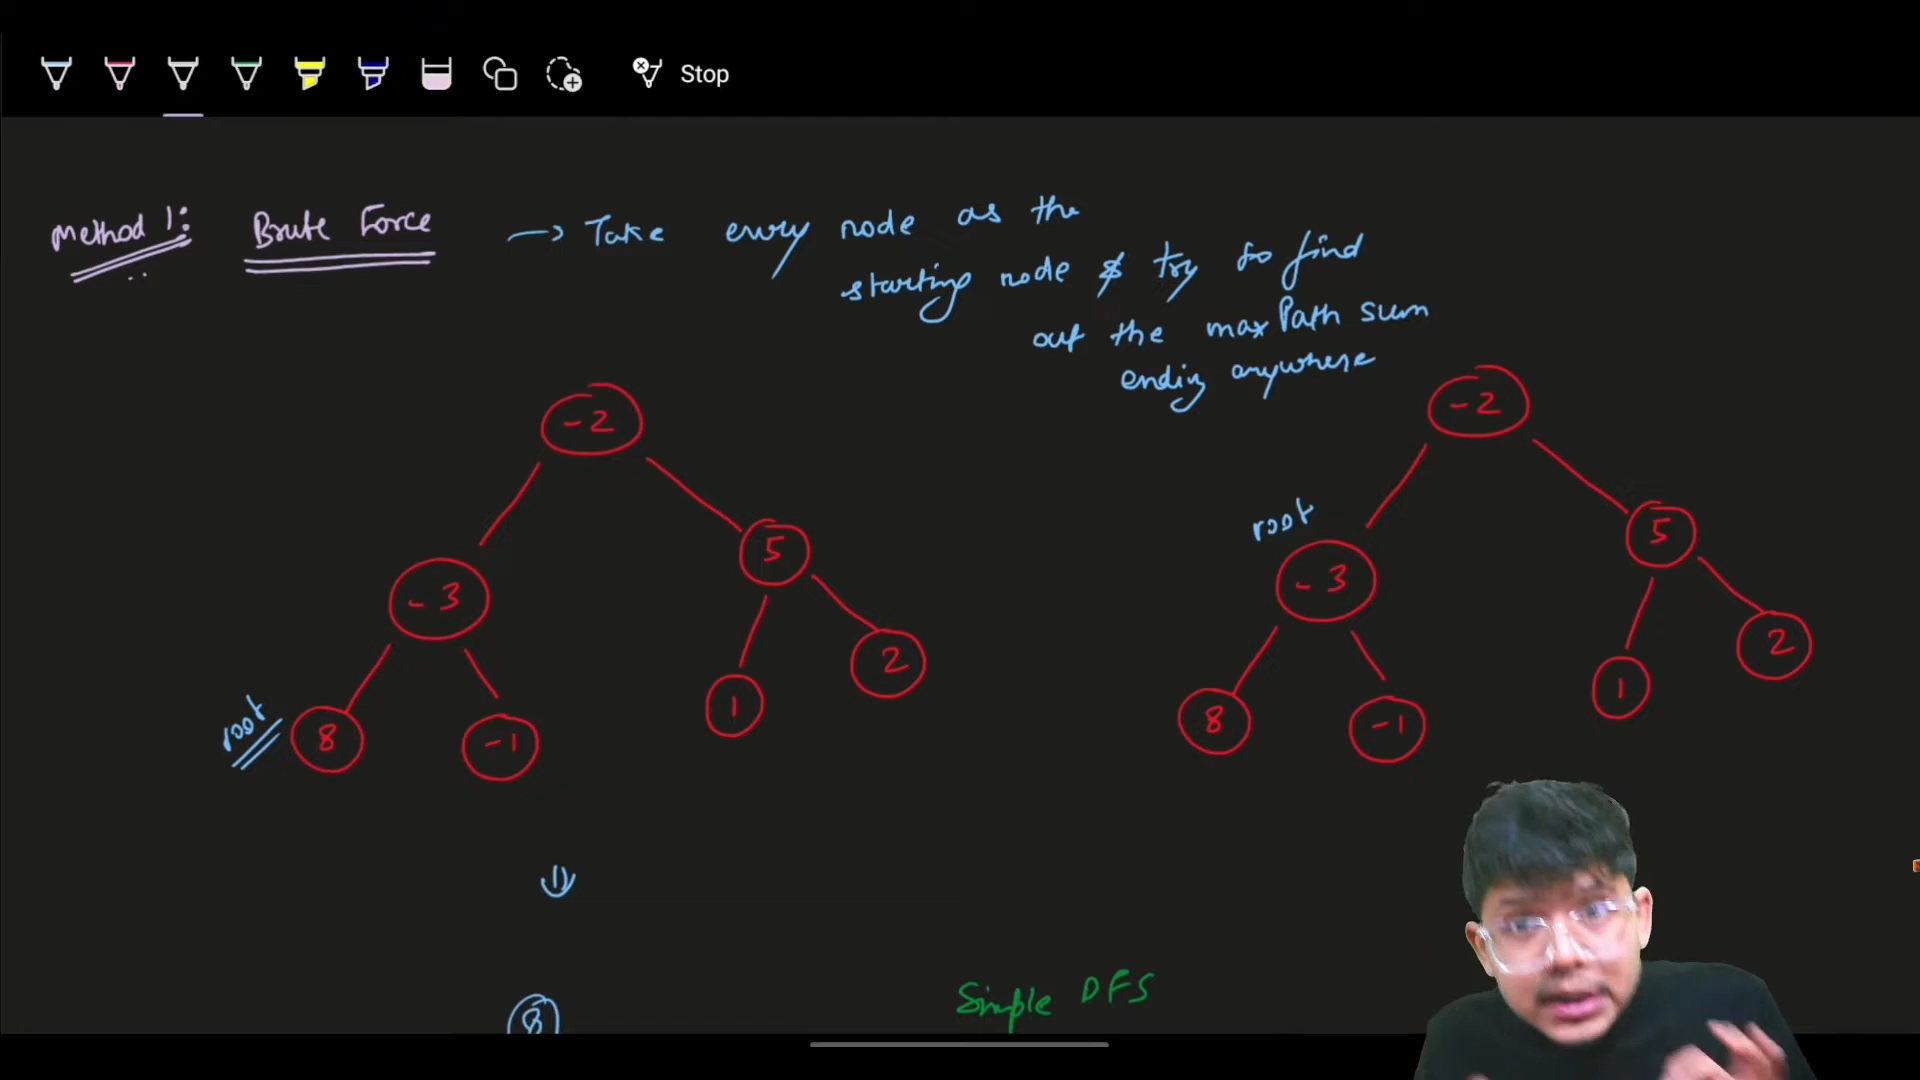 Stop
Method 1: Brute Force → Take every node as the
starting node & try to find
out the maxPath sum
ending anywhere
-2
-2
root
5
5
-3
-3
2
2
1
1
root
8
-1
8
-1
8
Simple DFS